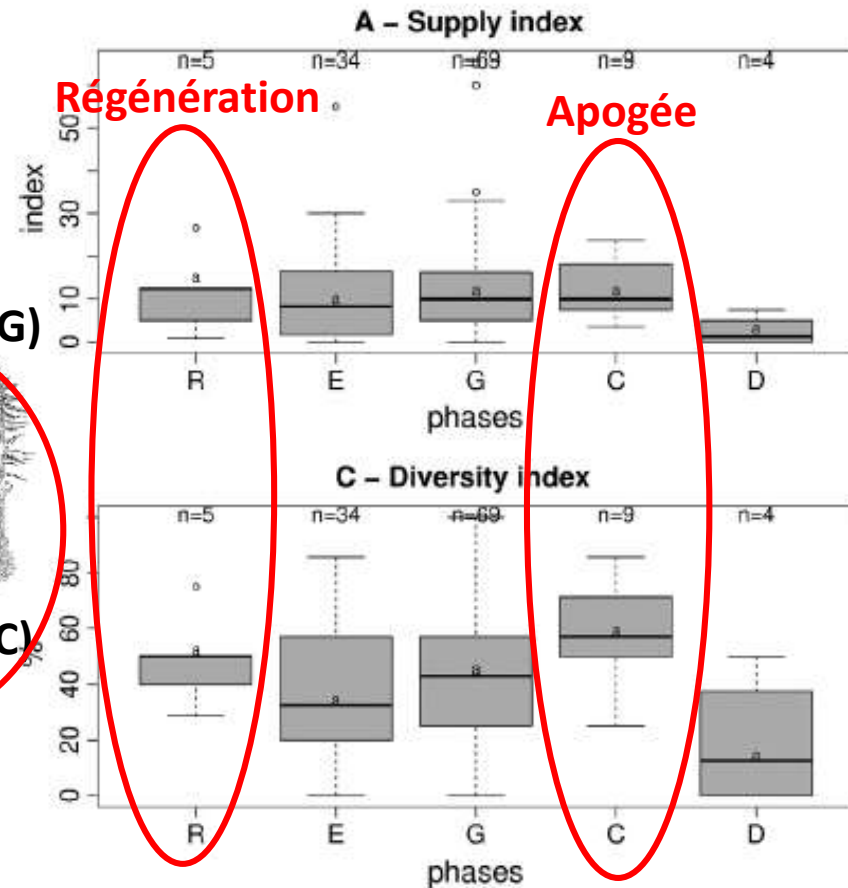 A – Supply index
n=5 n=34 n=69 n=9 n=4
Régénération
Apogée
50
30
10
0
index
G)
R E G C D
phases
C – Diversity index
n=5 n=34 n=69 n=9 n=4
80
60
40
20
0
%
C)
a a a a a
R E G C D
phases